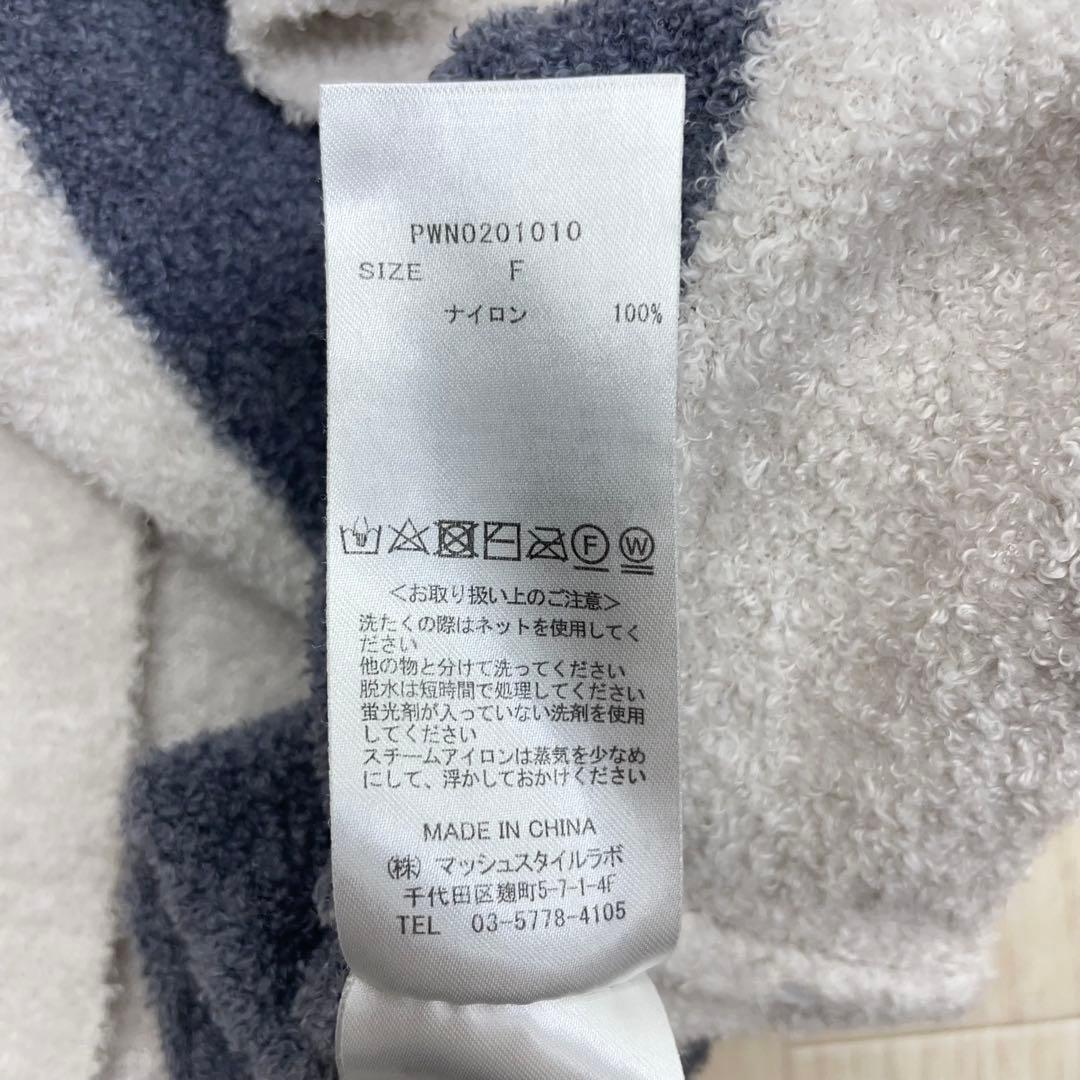 PWN0201010
SIZE F
ナイロン 100%
F W
<お取り扱い上のご注意>
洗たくの際はネットを使用してく
ださい
他の物と分けて洗ってください
脱水は短時間で処理してください
蛍光剤が入っていない洗剤を使用
してください
スチームアイロンは蒸気を少なめ
にして、浮かしておかけください
MADE IN CHINA
(株) マッシュスタイルラボ
千代田区麹町5-7-1-4F
TEL 03-5778-4105